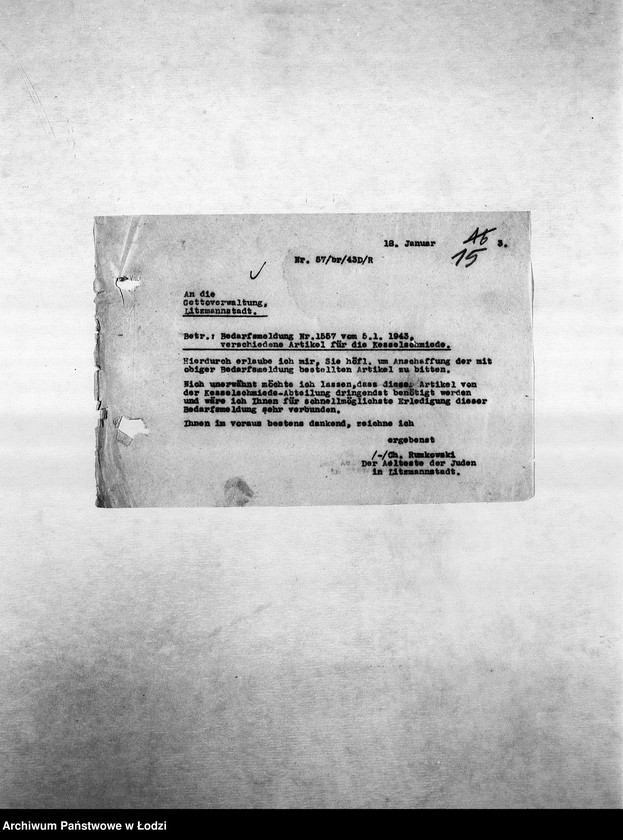 18. Januar 3.
15
Nr. 57/br/43D/R
An die
Gettoverwaltung,
Litzmannstadt.
Betr.: Bedarfsmeldung Nr.1557 vom 5.1. 1943,
verschiedene Artikel für die Kesselschmiede.
Hierdurch erlaube ich mir, Sie höfl. um Anschaffung der mit
obiger Bedarfsmeldung bestellten Artikel zu bitten.
Nich unerwähnt möchte ich lassen,dass diese Artikel von
der Kesselschmiede-Abteilung dringendst benötigt werden
und wäre ich Ihnen für schnellmöglichste Erledigung dieser
Bedarfsmeldung sehr verbunden.
Ihnen im voraus bestens dankend, zeichne ich
ergebenst
/-/Ch. Rumkowski
Der Aelteste der Juden
in Litzmannstadt.
Archiwum Państwowe w Łodzi